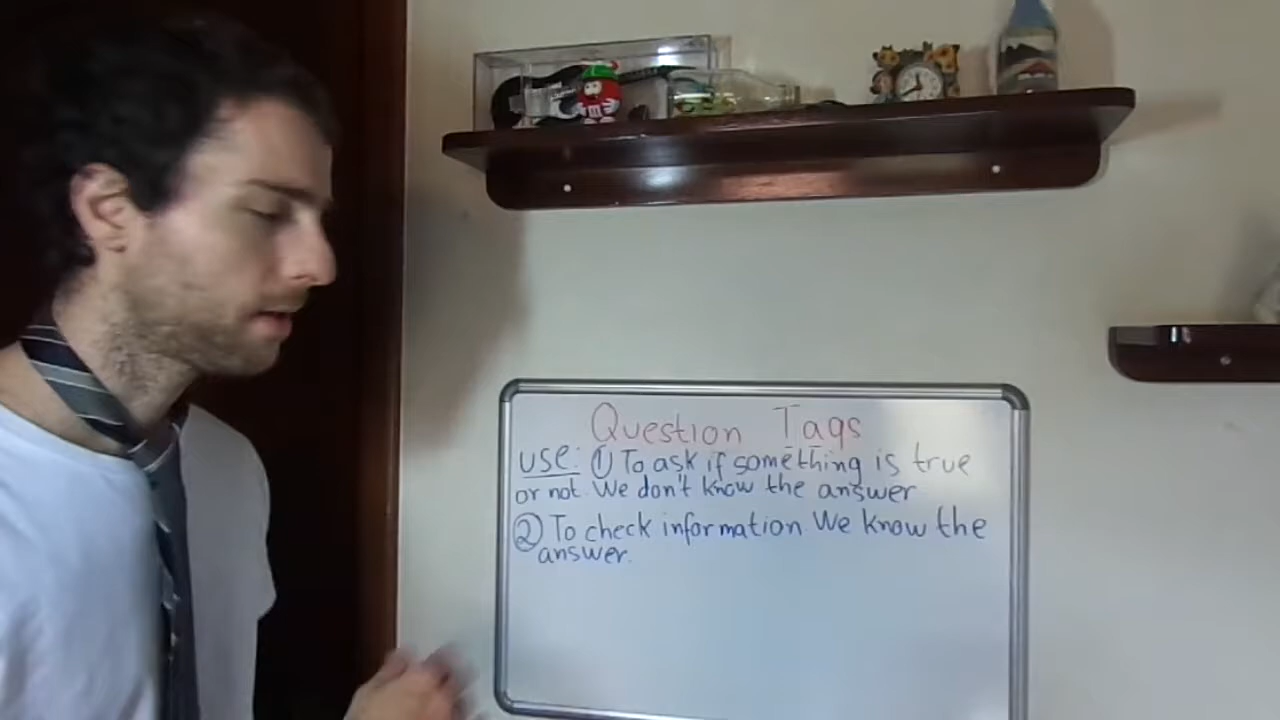 Question Tags
USE: ① To ask if something is true
or not. We don't know the answer
② To check information. We know the
answer.